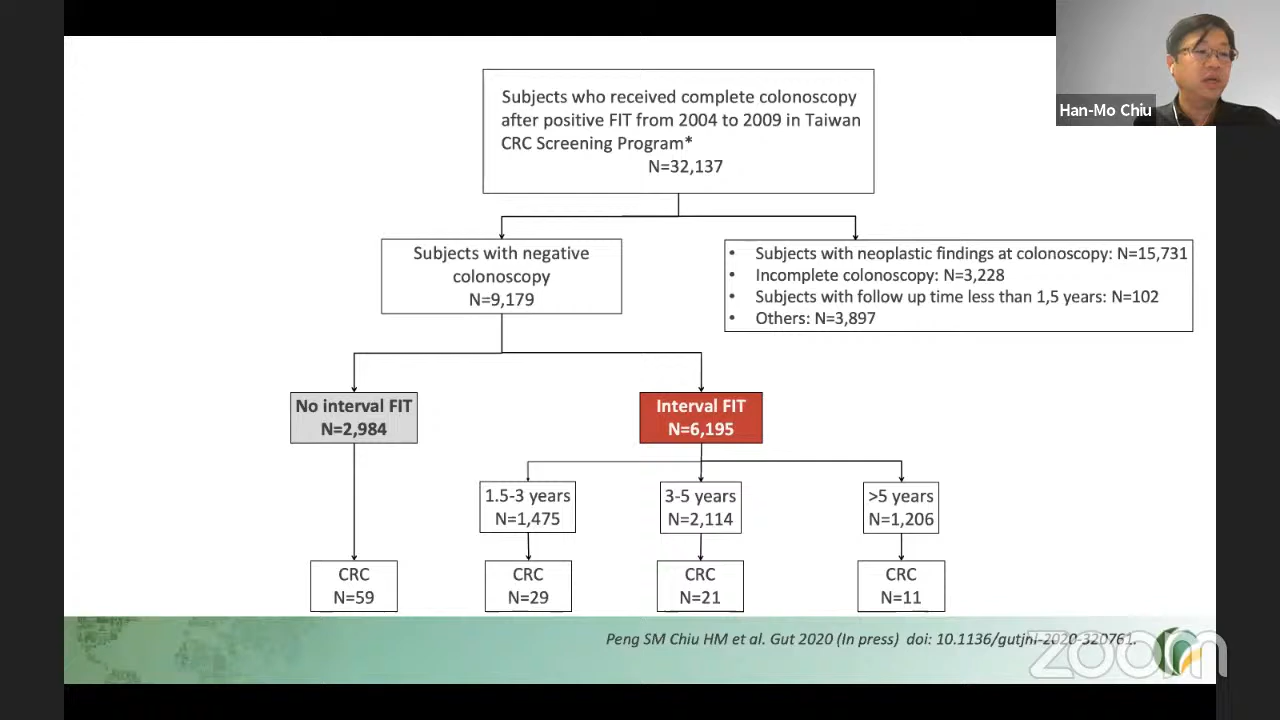 Han-Mo Chiu
Subjects who received complete colonoscopy
after positive FIT from 2004 to 2009 in Taiwan
CRC Screening Program*
N=32,137
Subjects with negative
colonoscopy
N=9,179
• Subjects with neoplastic findings at colonoscopy: N=15,731
• Incomplete colonoscopy: N=3,228
• Subjects with follow up time less than 1,5 years: N=102
• Others: N=3,897
No interval FIT
N=2,984
Interval FIT
N=6,195
1.5-3 years
N=1,475
3-5 years
N=2,114
>5 years
N=1,206
CRC
N=59
CRC
N=29
CRC
N=21
CRC
N=11
Peng SM Chiu HM et al. Gut 2020 (In press) doi: 10.1136/gutjnl-2020-320761.
zoom